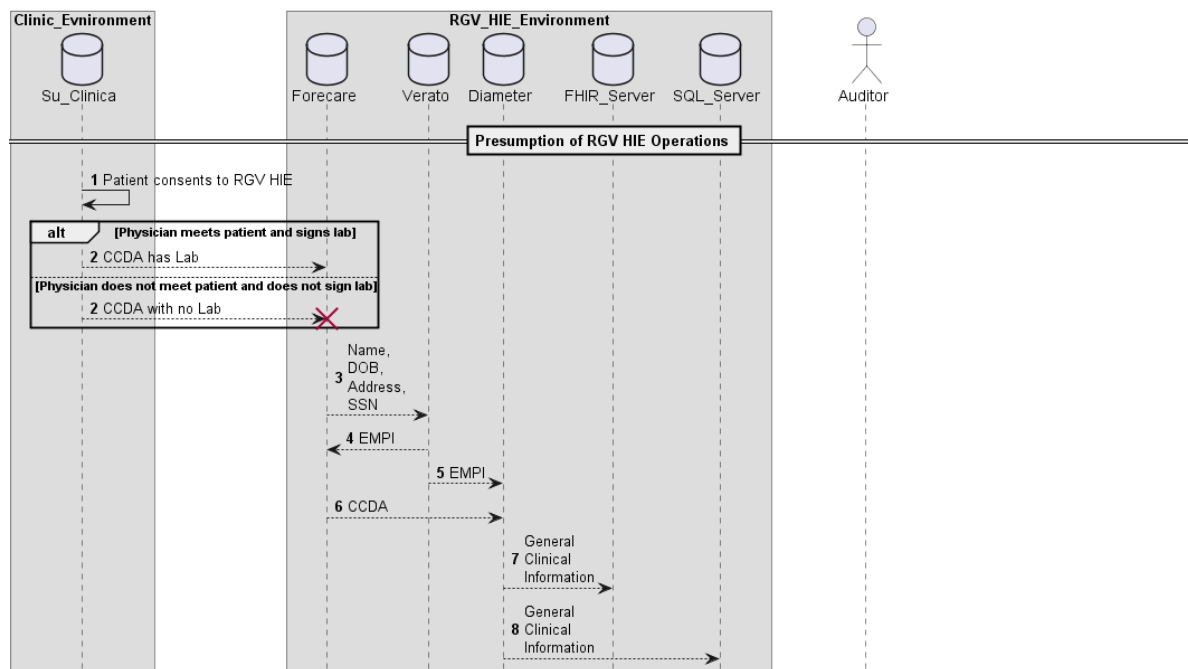 Clinic_Evnironment
RGV_HIE_Environment
Su_Clinica
Forecare
Verato
Diameter
FHIR_Server
SQL_Server
Auditor
Presumption of RGV HIE Operations
1 Patient consents to RGV HIE
alt [Physician meets patient and signs lab]
2 CCDA has Lab
[Physician does not meet patient and does not sign lab]
2 CCDA with no Lab
Name,
DOB,
3 Address,
SSN
4 EMPI
5 EMPI
6 CCDA
General
7 Clinical
Information
General
8 Clinical
Information